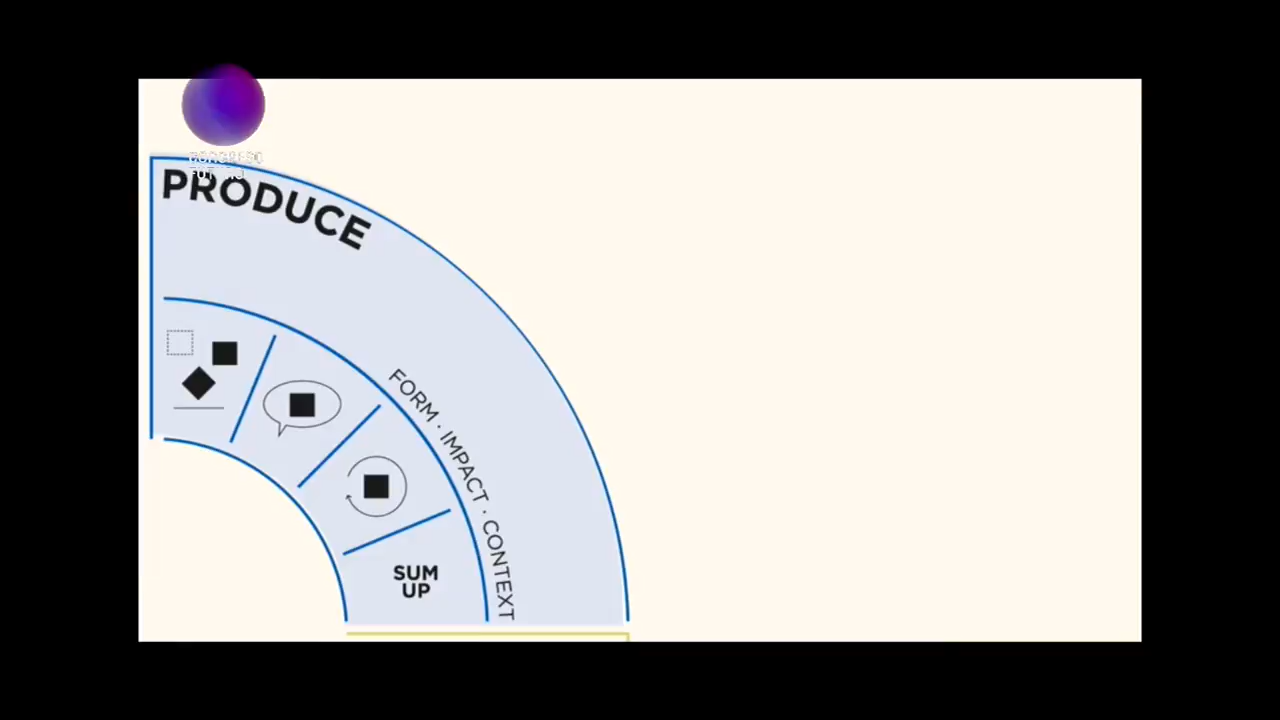 PRODUCE
FORM · IMPACT · CONTEXT
SUM
UP